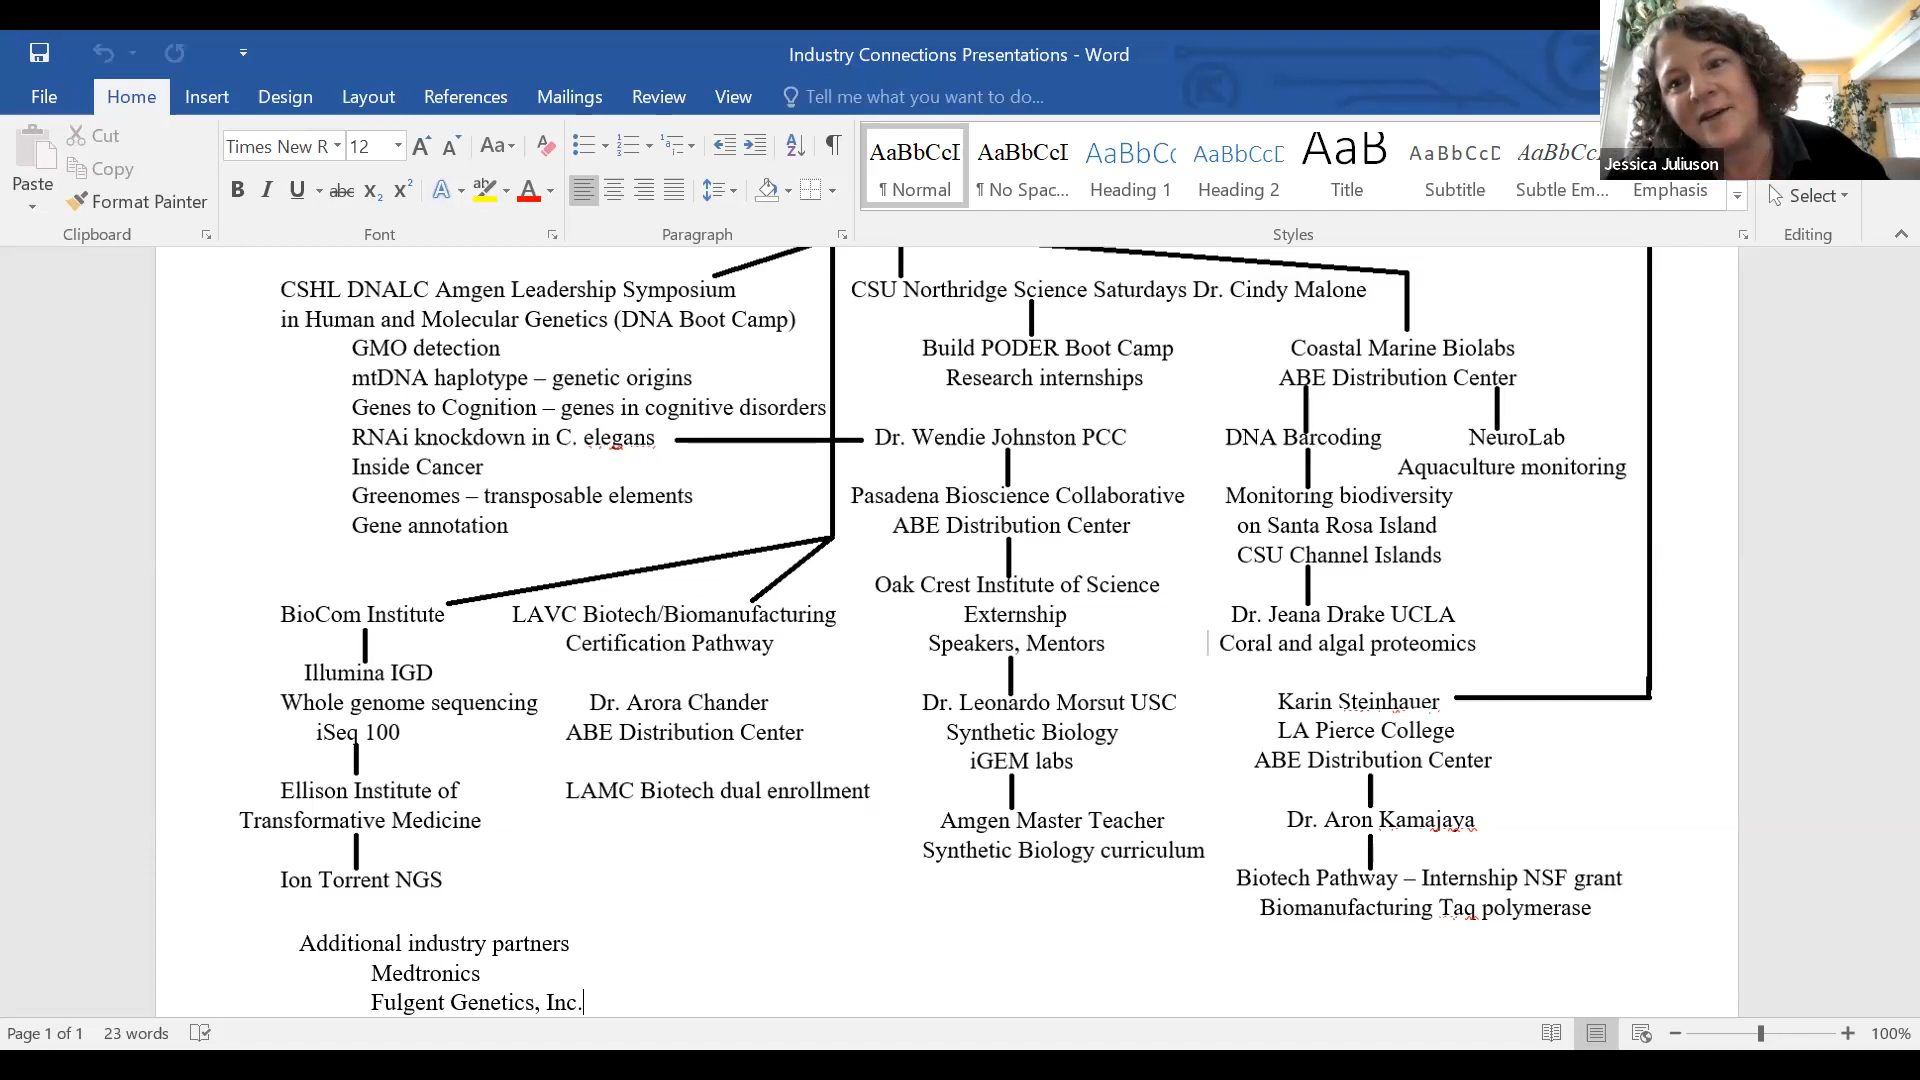 Industry Connections Presentations - Word
Jessica Juliuson
File Home Insert Design Layout References Mailings Review View Tell me what you want to do...
Paste
Cut
Copy
Format Painter
Clipboard
Times New R 12
Font
Paragraph
AaBbCcI AaBbCcI AaBbCc AaBbCcD AaB AaBbCcD AaBbCc
¶ Normal ¶ No Spac... Heading 1 Heading 2 Title Subtitle Subtle Em... Emphasis
Styles
Select
Editing
CSHL DNALC Amgen Leadership Symposium
in Human and Molecular Genetics (DNA Boot Camp)
GMO detection
mtDNA haplotype – genetic origins
Genes to Cognition – genes in cognitive disorders
RNAi knockdown in C. elegans
Inside Cancer
Greenomes – transposable elements
Gene annotation
CSU Northridge Science Saturdays Dr. Cindy Malone
Build PODER Boot Camp
Research internships
Dr. Wendie Johnston PCC
Pasadena Bioscience Collaborative
ABE Distribution Center
Oak Crest Institute of Science
Externship
Speakers, Mentors
Dr. Leonardo Morsut USC
Synthetic Biology
iGEM labs
Amgen Master Teacher
Synthetic Biology curriculum
Coastal Marine Biolabs
ABE Distribution Center
DNA Barcoding
NeuroLab
Aquaculture monitoring
Monitoring biodiversity
on Santa Rosa Island
CSU Channel Islands
Dr. Jeana Drake UCLA
Coral and algal proteomics
Karin Steinhauer
LA Pierce College
ABE Distribution Center
Dr. Aron Kamajaya
Biotech Pathway – Internship NSF grant
Biomanufacturing Taq polymerase
BioCom Institute
Illumina IGD
Whole genome sequencing
iSeq 100
Ellison Institute of
Transformative Medicine
Ion Torrent NGS
LAVC Biotech/Biomanufacturing
Certification Pathway
Dr. Arora Chander
ABE Distribution Center
LAMC Biotech dual enrollment
Additional industry partners
Medtronics
Fulgent Genetics, Inc.
Page 1 of 1 23 words
100%